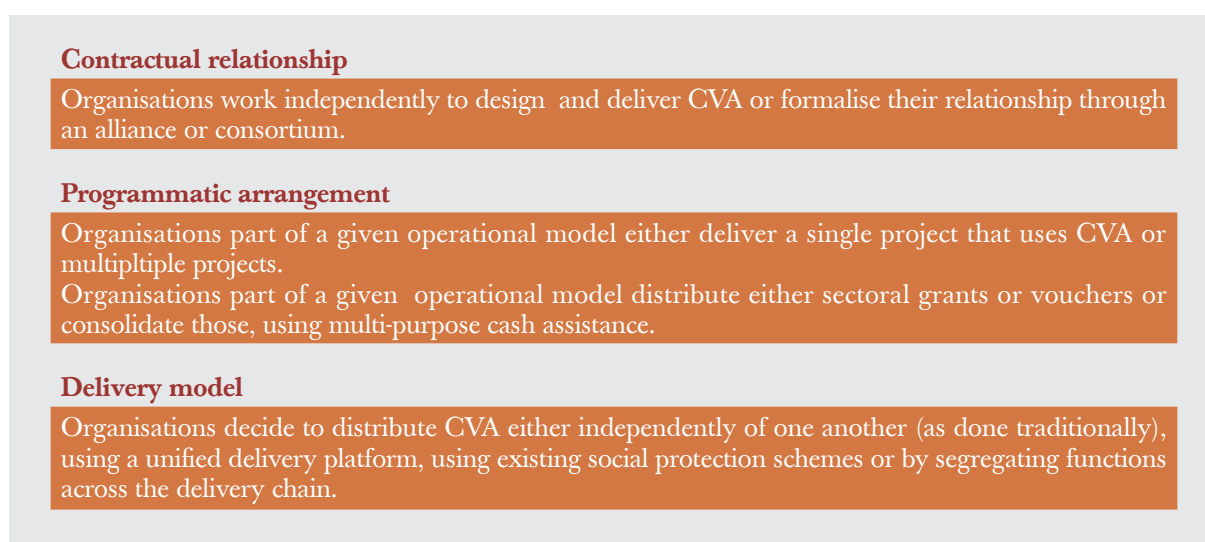 Contractual relationship
Organisations work independently to design and deliver CVA or formalise their relationship through
an alliance or consortium.
Programmatic arrangement
Organisations part of a given operational model either deliver a single project that uses CVA or
multipltiple projects.
Organisations part of a given operational model distribute either sectoral grants or vouchers or
consolidate those, using multi-purpose cash assistance.
Delivery model
Organisations decide to distribute CVA either independently of one another (as done traditionally),
using a unified delivery platform, using existing social protection schemes or by segregating functions
across the delivery chain.